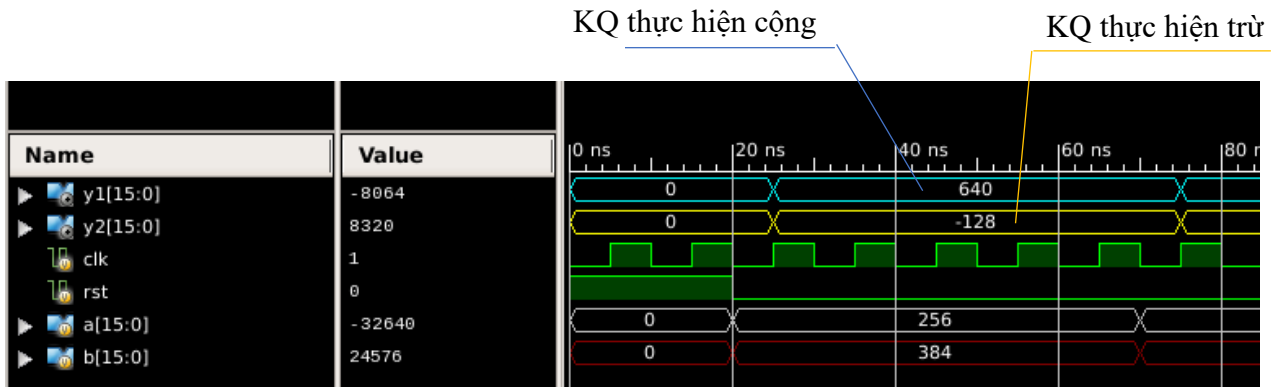 KQ thực hiện cộng
KQ thực hiện trừ
Name Value 0 ns 20 ns 40 ns 60 ns 80 n
y1[15:0] -8064 0 640
y2[15:0] 8320 0 -128
clk 1
rst 0
a[15:0] -32640 0 256
b[15:0] 24576 0 384